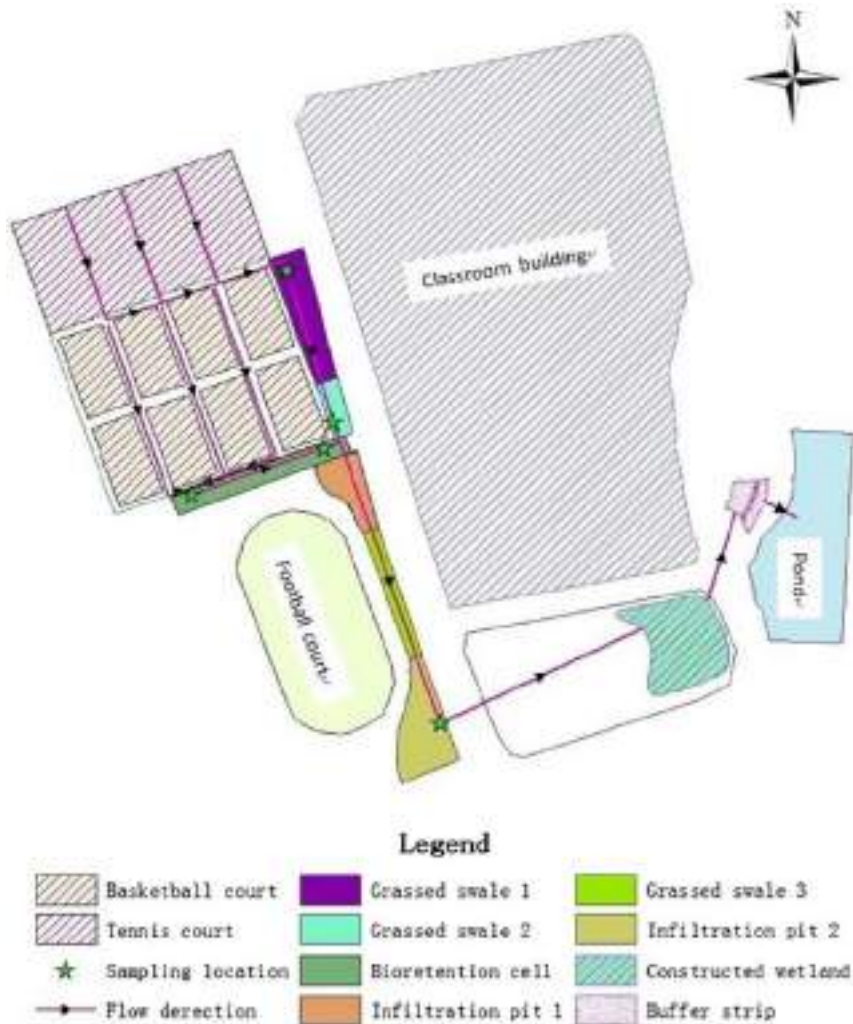 N
Classroom building
Football court
Pond
Legend
Basketball court
Grassed swale 1
Grassed swale 3
Tennis court
Grassed swale 2
Infiltration pit 2
Sampling location
Bioretention cell
Constructed wetland
Flow derection
Infiltration pit 1
Buffer strip